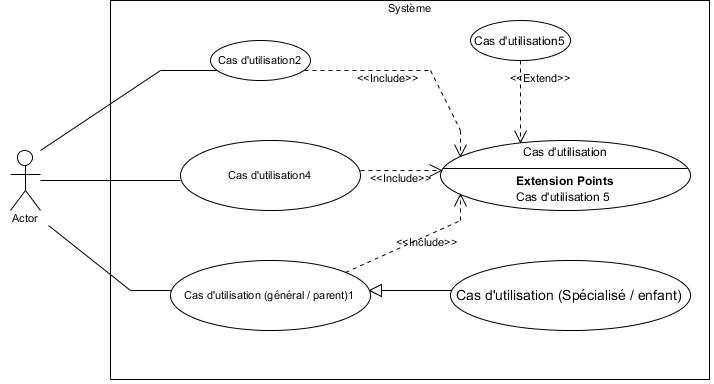 Système
Cas d'utilisation5
Cas d'utilisation2
<<Include>>
<<Extend>>
Cas d'utilisation
Cas d'utilisation4
<<Include>>
Extension Points
Cas d'utilisation 5
Actor
<<Include>>
Cas d'utilisation (général / parent)1
Cas d'utilisation (Spécialisé / enfant)